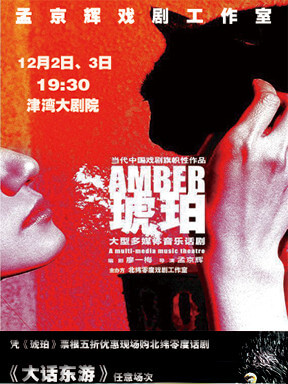 孟京辉戏剧工作室
12月2日、3日
19:30
津湾大剧院
当代中国戏剧旗帜性作品
AMBER
琥珀
大型多媒体音乐话剧
A multi-media music theatre
编剧 廖一梅 导演 孟京辉
主办方 北纬零度戏剧工作室
凭《琥珀》票根五折优惠现场购北纬零度话剧
《大话东游》任意场次